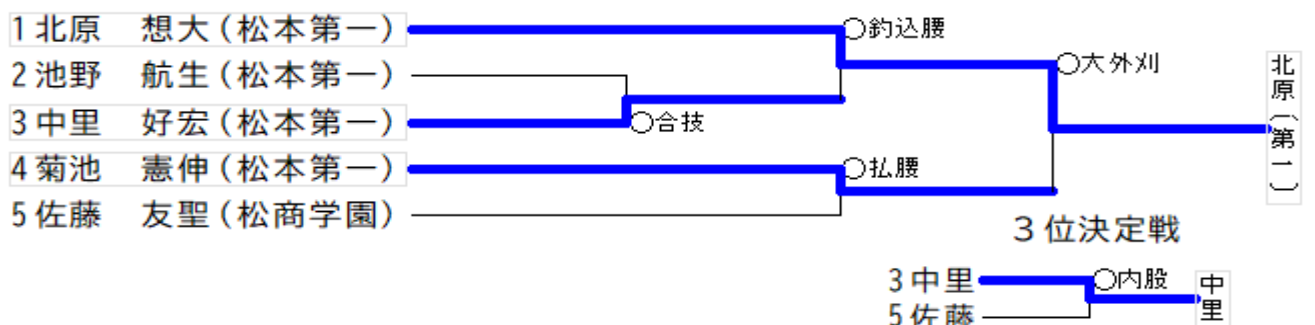 1 北原　想大（松本第一）
○釣込腰
2 池野　航生（松本第一）
○大外刈
北原（第一）
3 中里　好宏（松本第一）
○合技
4 菊池　憲伸（松本第一）
○払腰
5 佐藤　友聖（松商学園）
３位決定戦
3 中里
○内股
中里
5 佐藤